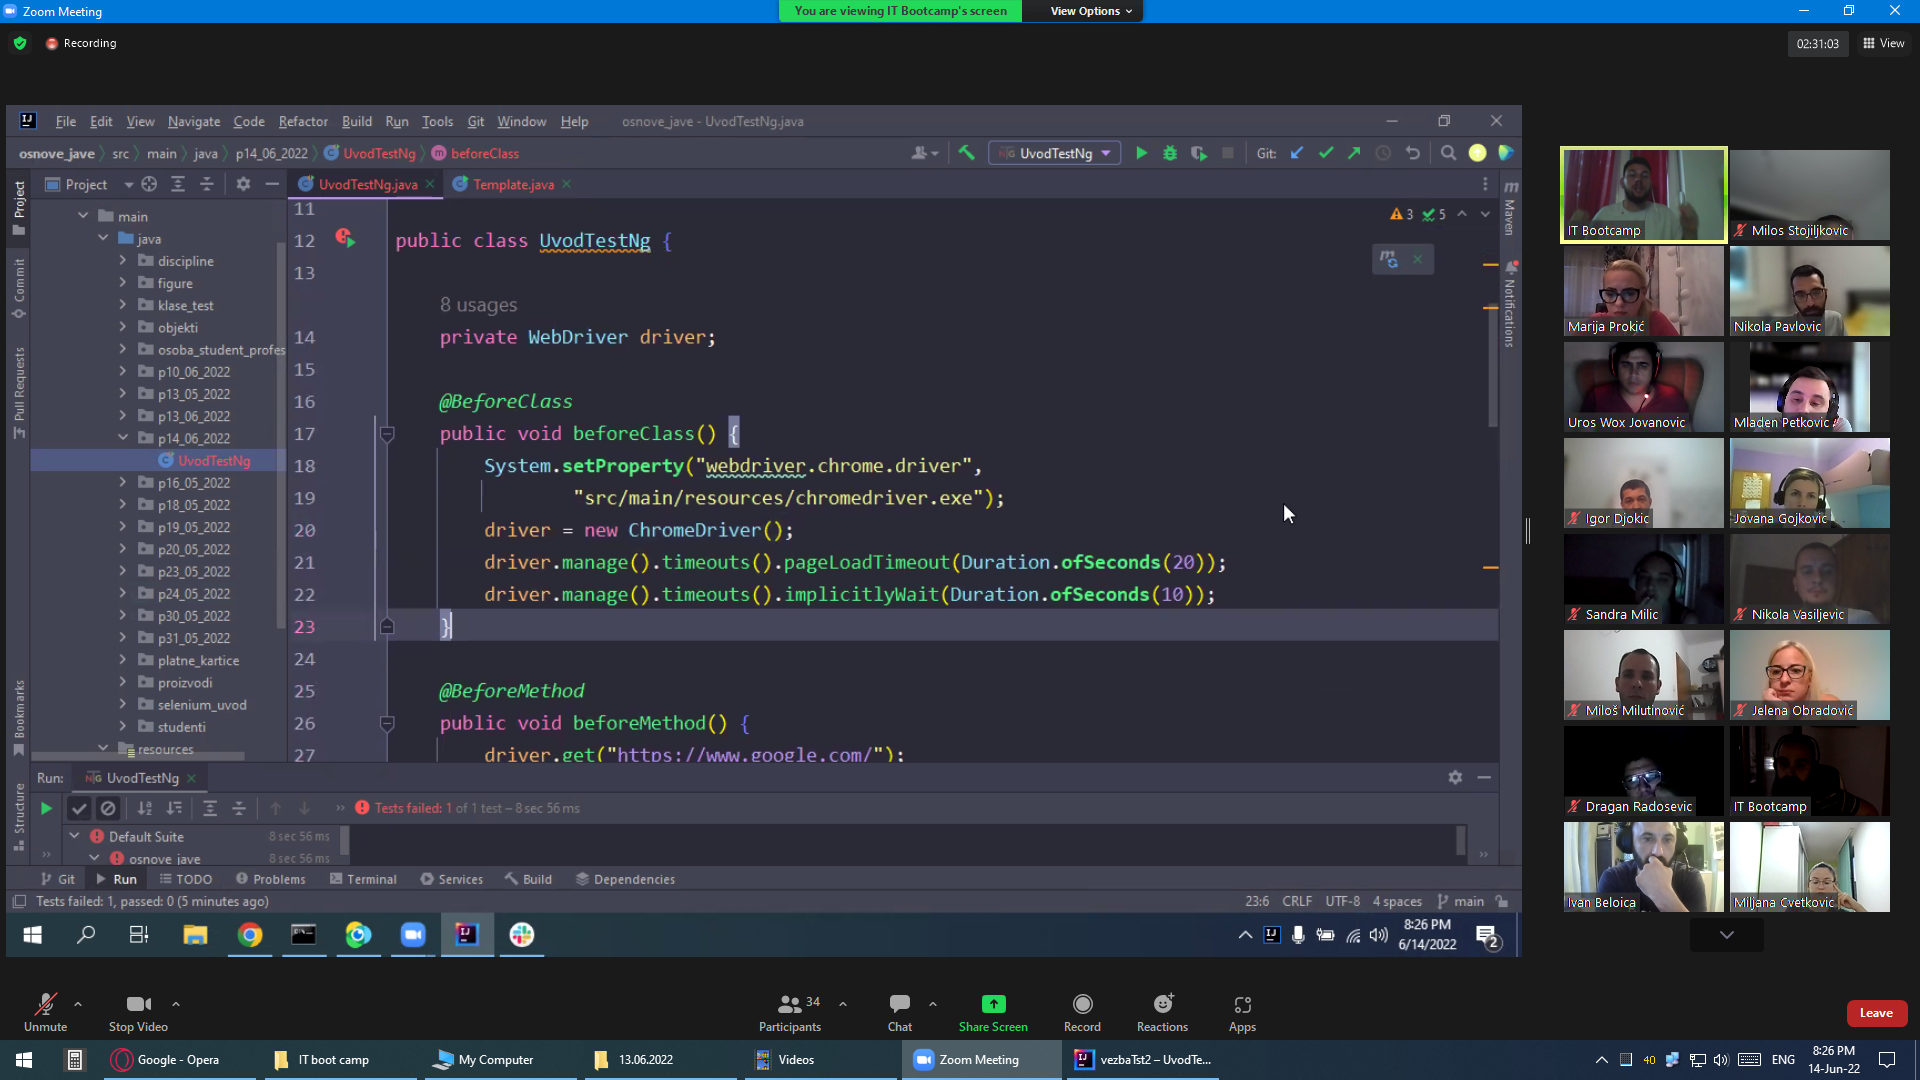 Zoom Meeting
You are viewing IT Bootcamp's screen
View Options
Recording
02:31:03
View
File Edit View Navigate Code Refactor Build Run Tools Git Window Help
osnove_jave - UvodTestNg.java
osnove_jave src main java p14_06_2022 UvodTestNg beforeClass
UvodTestNg
Git:
Project
UvodTestNg.java
Template.java
Project
Commit
Pull Requests
Bookmarks
Structure
main
java
discipline
figure
klase_test
objekti
osoba_student_profes
p10_06_2022
p13_05_2022
p13_06_2022
p14_06_2022
UvodTestNg
p16_05_2022
p18_05_2022
p19_05_2022
p20_05_2022
p23_05_2022
p24_05_2022
p30_05_2022
p31_05_2022
platne_kartice
proizvodi
selenium_uvod
studenti
resources
3 5
11
12 public class UvodTestNg {
13
8 usages
14 private WebDriver driver;
15
16 @BeforeClass
17 public void beforeClass() {
18 System.setProperty("webdriver.chrome.driver",
19 "src/main/resources/chromedriver.exe");
20 driver = new ChromeDriver();
21 driver.manage().timeouts().pageLoadTimeout(Duration.ofSeconds(20));
22 driver.manage().timeouts().implicitlyWait(Duration.ofSeconds(10));
23 }
24
25 @BeforeMethod
26 public void beforeMethod() {
27 driver.get("https://www.google.com/");
m Maven
Notifications
Run: UvodTestNg
Tests failed: 1 of 1 test – 8 sec 56 ms
Default Suite 8 sec 56 ms
osnove_jave 8 sec 56 ms
Git Run TODO Problems Terminal Services Build Dependencies
Tests failed: 1, passed: 0 (5 minutes ago)
23:6 CRLF UTF-8 4 spaces main
8:26 PM
6/14/2022
2
IT Bootcamp
Milos Stojiljkovic
Marija Prokić
Nikola Pavlovic
Uros Wox Jovanovic
Mladen Petkovic
Igor Djokic
Jovana Gojkovic
Sandra Milic
Nikola Vasiljevic
Miloš Milutinović
Jelena Obradović
Dragan Radosevic
IT Bootcamp
Ivan Beloica
Miljana Cvetkovic
Unmute
Stop Video
34
Participants
Chat
Share Screen
Record
Reactions
Apps
Leave
Google - Opera
IT boot camp
My Computer
13.06.2022
Videos
Zoom Meeting
vezbaTst2 – UvodTe...
40
ENG
8:26 PM
14-Jun-22